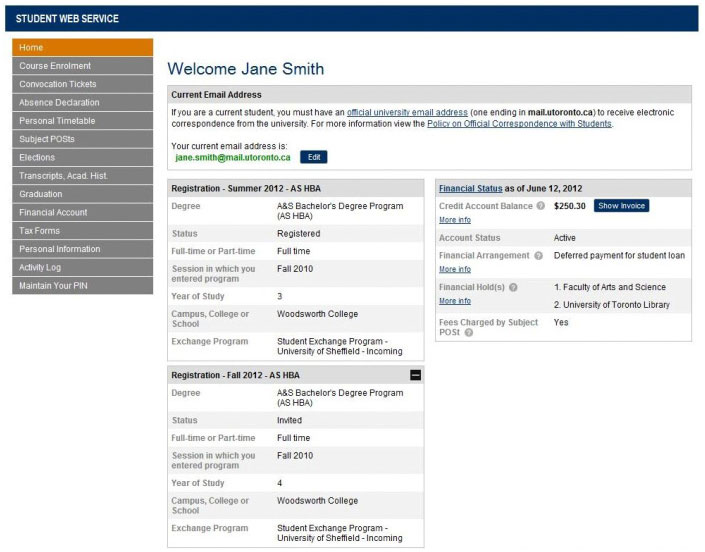 STUDENT WEB SERVICE
Home
Course Enrolment
Convocation Tickets
Absence Declaration
Personal Timetable
Subject POSts
Elections
Transcripts, Acad. Hist.
Graduation
Financial Account
Tax Forms
Personal Information
Activity Log
Maintain Your PIN
Welcome Jane Smith
Current Email Address
If you are a current student, you must have an official university email address (one ending in mail.utoronto.ca) to receive electronic
correspondence from the university. For more information view the Policy on Official Correspondence with Students.
Your current email address is:
jane.smith@mail.utoronto.ca Edit
Registration - Summer 2012 - AS HBA
Degree A&S Bachelor's Degree Program
(AS HBA)
Status Registered
Full-time or Part-time Full time
Session in which you Fall 2010
entered program
Year of Study 3
Campus, College or Woodsworth College
School
Exchange Program Student Exchange Program -
University of Sheffield - Incoming
Registration - Fall 2012 - AS HBA
Degree A&S Bachelor's Degree Program
(AS HBA)
Status Invited
Full-time or Part-time Full time
Session in which you Fall 2010
entered program
Year of Study 4
Campus, College or Woodsworth College
School
Exchange Program Student Exchange Program -
University of Sheffield - Incoming
Financial Status as of June 12, 2012
Credit Account Balance ? $250.30 Show Invoice
More info
Account Status Active
Financial Arrangement ? Deferred payment for student loan
More info
Financial Hold(s) ? 1. Faculty of Arts and Science
More info 2. University of Toronto Library
Fees Charged by Subject Yes
POSt ?